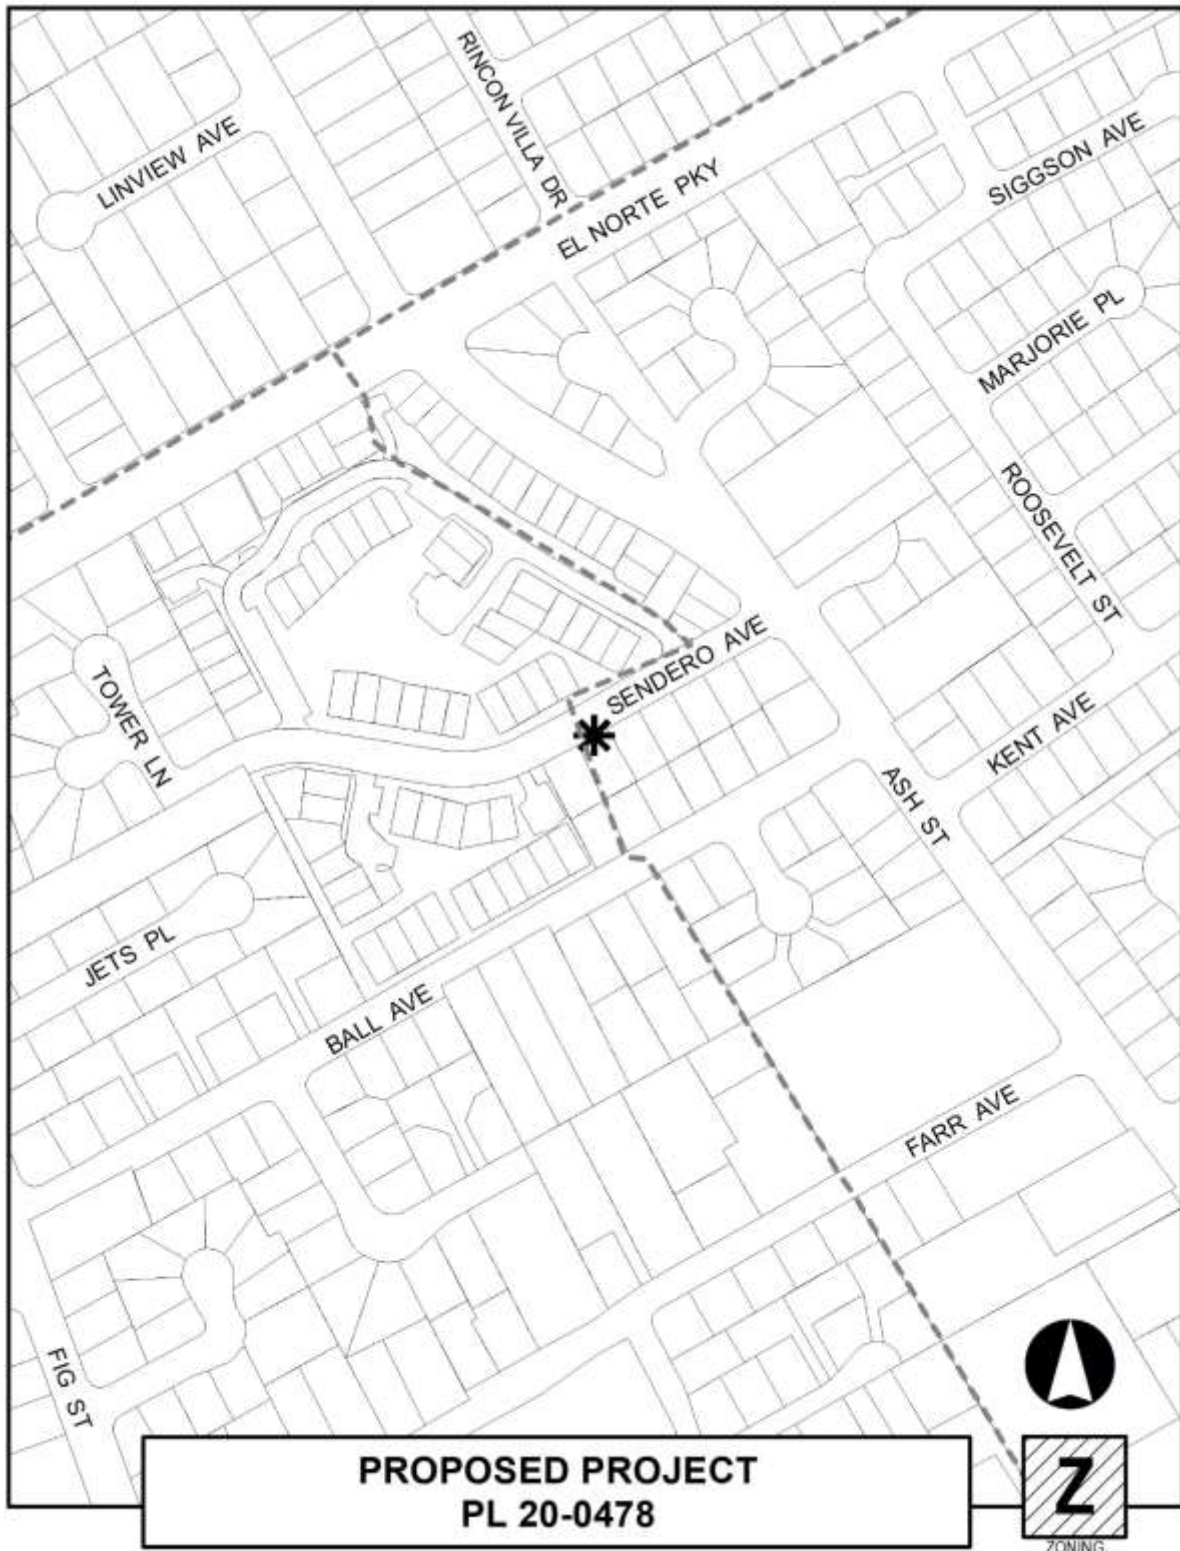 RINCON VILLA DR
LINVIEW AVE
SIGGSON AVE
EL NORTE PKY
MARJORIE PL
ROOSEVELT ST
SENDERO AVE
TOWER LN
KENT AVE
ASH ST
JETS PL
BALL AVE
FARR AVE
FIG ST
PROPOSED PROJECT
PL 20-0478
Z
ZONING